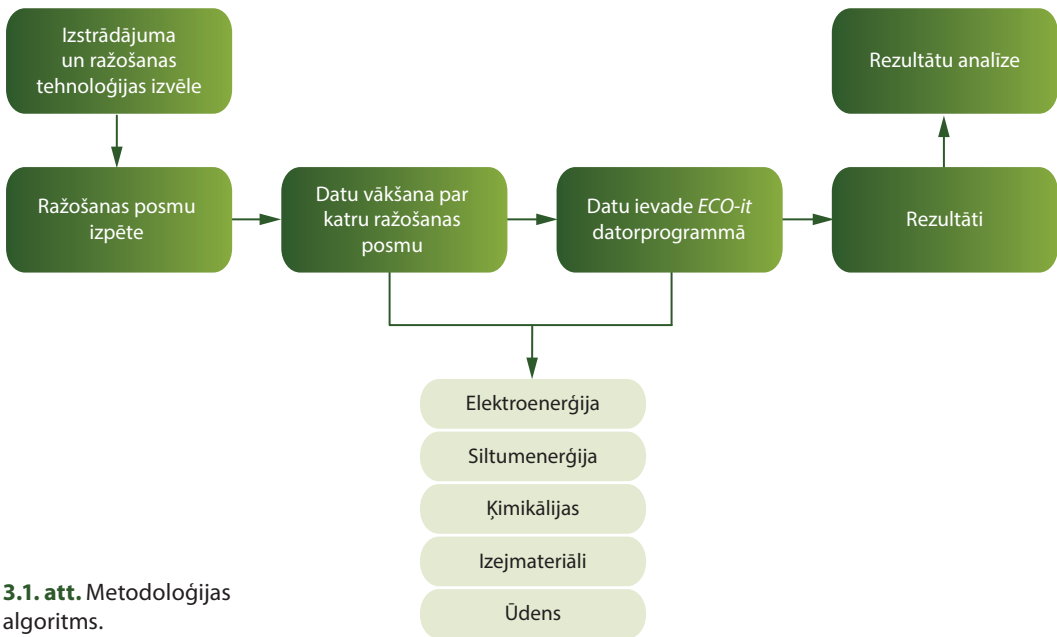 Izstrādājuma
un ražošanas
tehnoloģijas izvēle
Rezultātu analīze
Ražošanas posmu
izpēte
Datu vākšana par
katru ražošanas
posmu
Datu ievade ECO-it
datorprogrammā
Rezultāti
Elektroenerģija
Siltumenerģija
Ķimikālijas
Izejmateriāli
Ūdens
3.1. att. Metodoloģijas
algoritms.